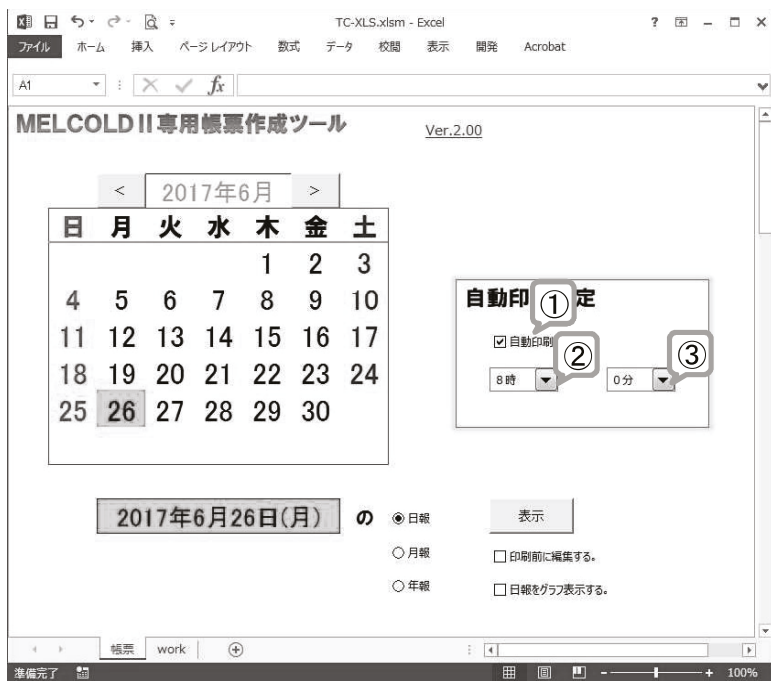 TC-XLS.xlsm - Excel
ファイル ホーム 挿入 ページ レイアウト 数式 データ 校閲 表示 開発 Acrobat
A1 fx
MELCOLDⅡ専用帳票作成ツール
Ver.2.00
< 2017年6月 >
日 月 火 水 木 金 土
1 2 3
4 5 6 7 8 9 10
11 12 13 14 15 16 17
18 19 20 21 22 23 24
25 26 27 28 29 30
自動印 ① 定
自動印刷
② ③
8時 0分
2017年6月26日(月) の
日報
月報
年報
表示
印刷前に編集する。
日報をグラフ表示する。
帳票 work
準備完了 100%